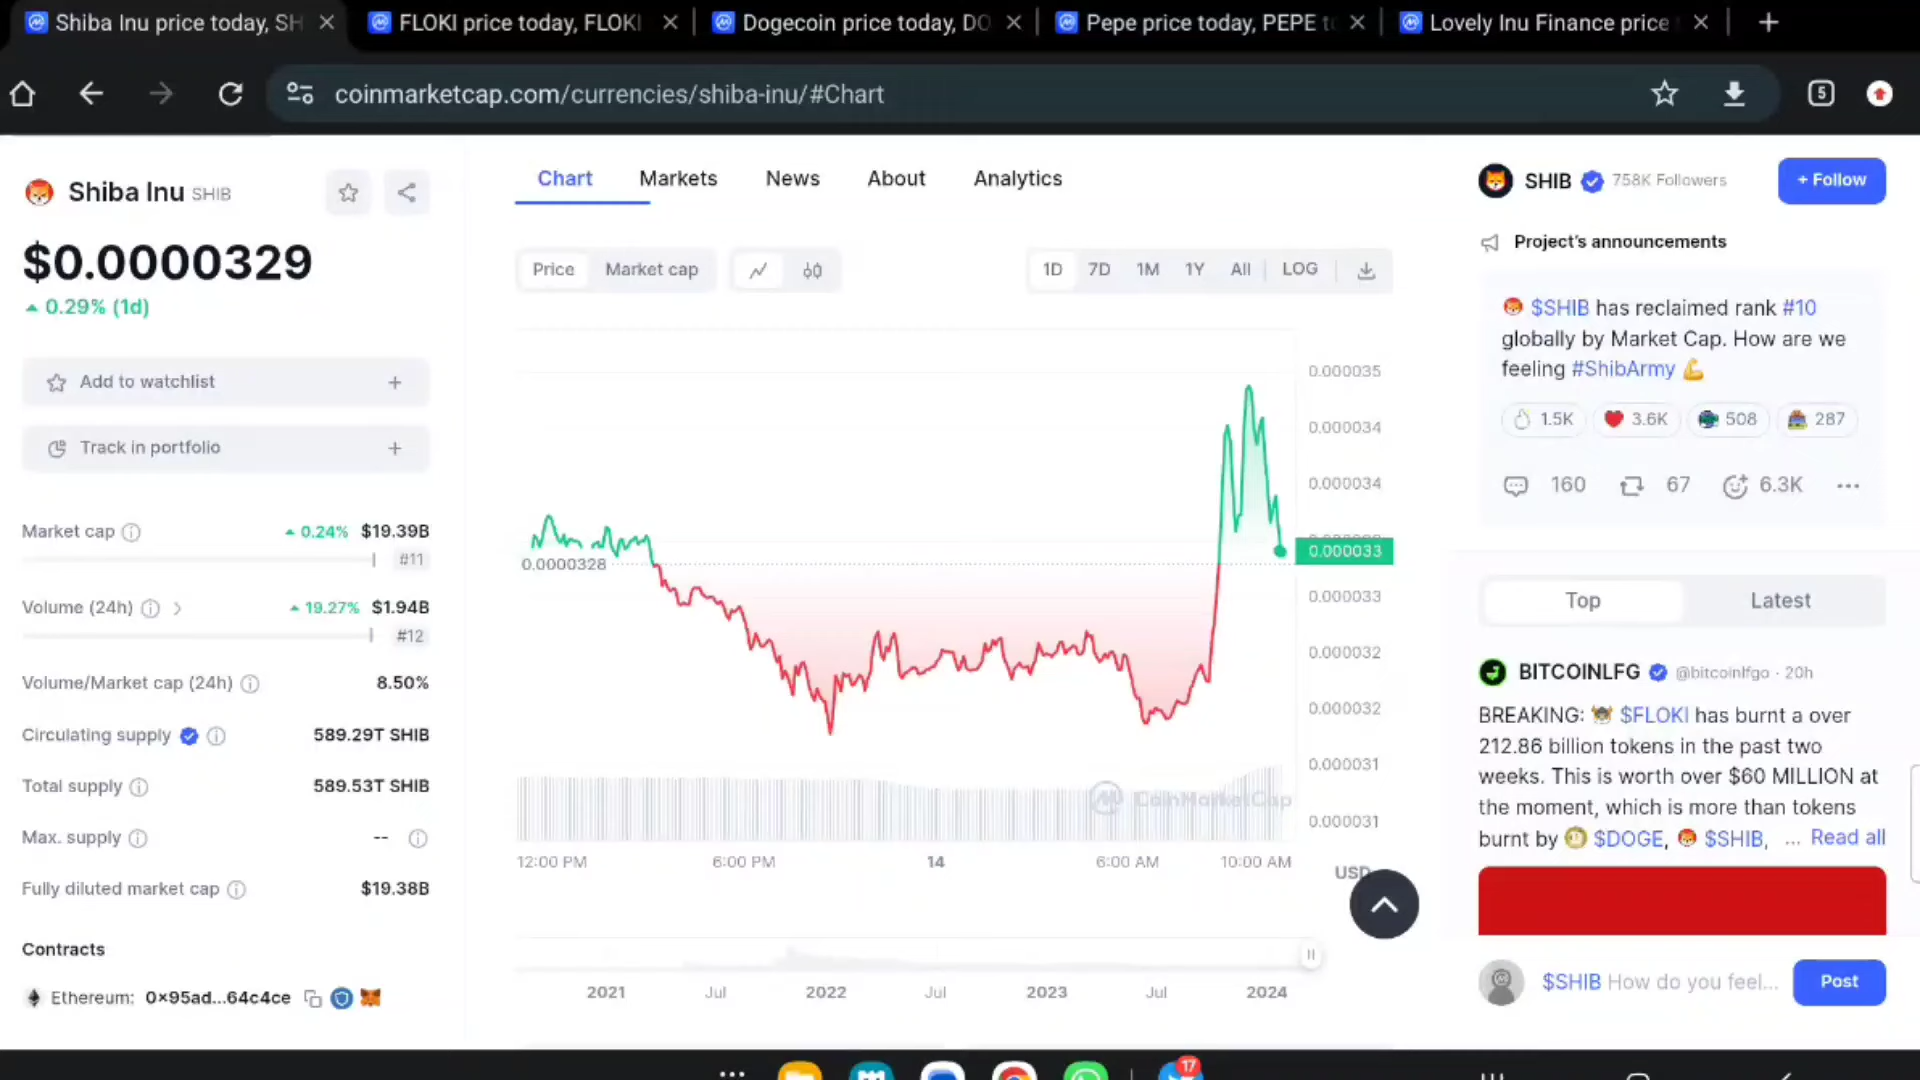 Shiba Inu price today, SH
FLOKI price today, FLOKI
Dogecoin price today, DO
Pepe price today, PEPE to
Lovely Inu Finance price
coinmarketcap.com/currencies/shiba-inu/#Chart
5
Shiba Inu SHIB
$0.0000329
0.29% (1d)
Add to watchlist
Track in portfolio
Market cap 0.24% $19.39B
#11
Volume (24h) 19.27% $1.94B
#12
Volume/Market cap (24h) 8.50%
Circulating supply 589.29T SHIB
Total supply 589.53T SHIB
Max. supply --
Fully diluted market cap $19.38B
Contracts
Ethereum: 0x95ad...64c4ce
Chart Markets News About Analytics
Price Market cap
1D 7D 1M 1Y All LOG
0.000035
0.000034
0.000034
0.000033
0.000033
0.000032
0.000032
0.000031
0.000031
0.0000328
CoinMarketCap
12:00 PM 6:00 PM 14 6:00 AM 10:00 AM
USD
2021 Jul 2022 Jul 2023 Jul 2024
SHIB 758K Followers
+ Follow
Project's announcements
$SHIB has reclaimed rank #10
globally by Market Cap. How are we
feeling #ShibArmy
1.5K 3.6K 508 287
160 67 6.3K
Top Latest
BITCOINLFG @bitcoinlfgo · 20h
BREAKING: $FLOKI has burnt a over
212.86 billion tokens in the past two
weeks. This is worth over $60 MILLION at
the moment, which is more than tokens
burnt by $DOGE, $SHIB, ... Read all
$SHIB How do you feel...
Post
17